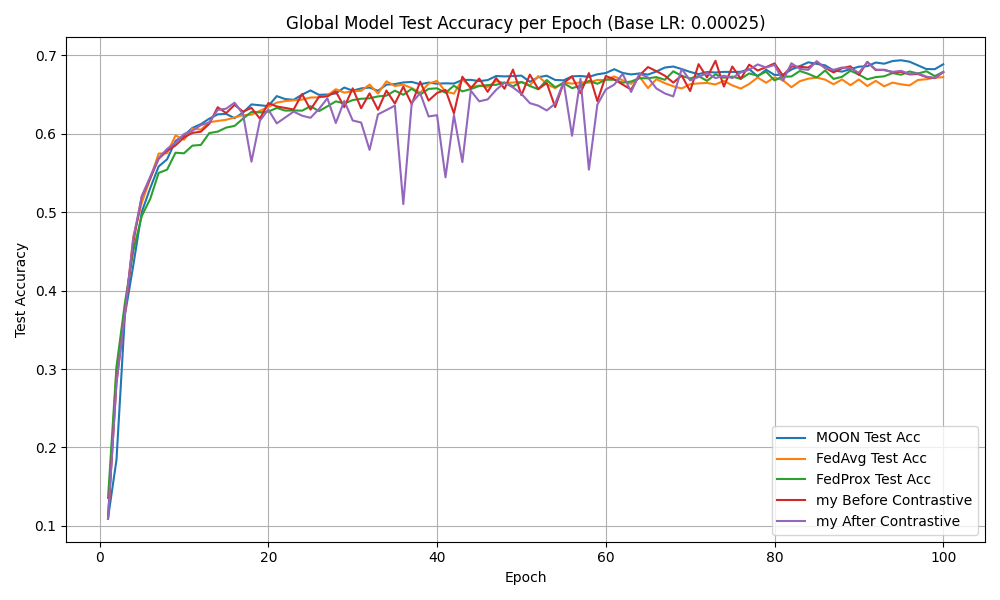 Global Model Test Accuracy per Epoch (Base LR: 0.00025)
0.7
0.6
0.5
0.4
0.3
0.2
0.1
Test Accuracy
0 20 40 60 80 100
Epoch
MOON Test Acc
FedAvg Test Acc
FedProx Test Acc
my Before Contrastive
my After Contrastive